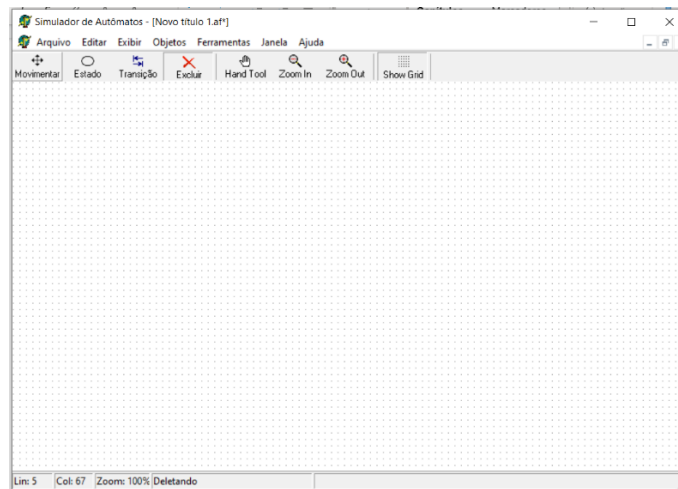 Simulador de Autômatos - [Novo título 1.af*]
Arquivo Editar Exibir Objetos Ferramentas Janela Ajuda
Movimentar Estado Transição Excluir Hand Tool Zoom In Zoom Out Show Grid
Lin: 5 Col: 67 Zoom: 100% Deletando